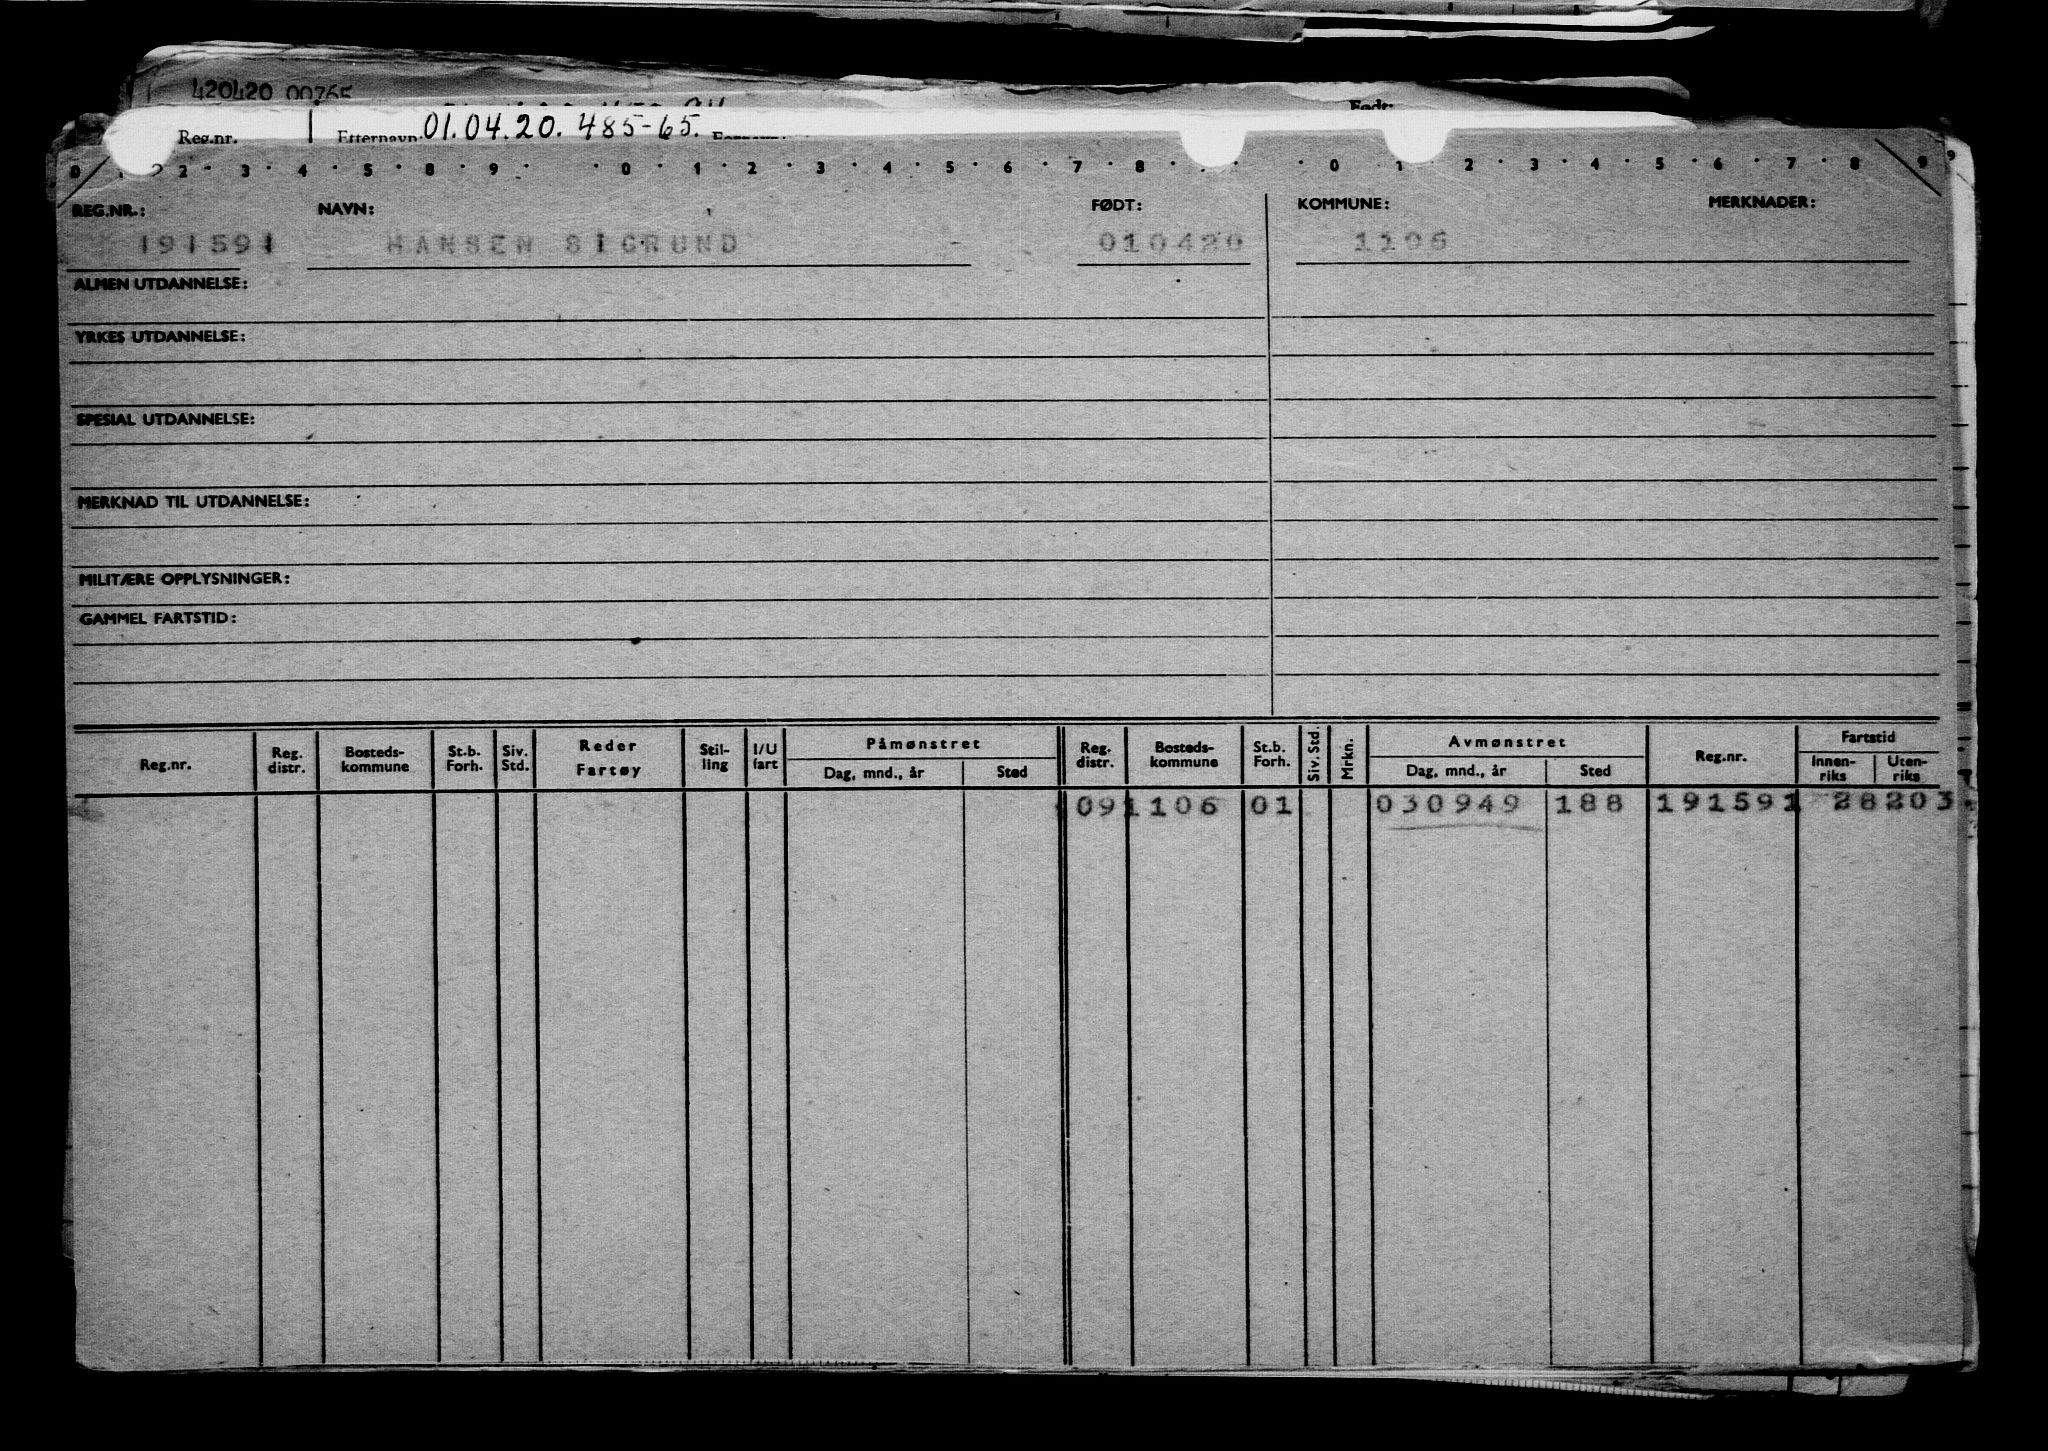 420420 00765
Født:
Reg.nr. Etternavn: 01.04.20. 485-65. Fornavn:
0 1 2 3 4 5 6 8 9 0 1 2 3 4 5 6 7 8 0 1 2 3 4 5 6 7 8 9 9
REG.NR.: NAVN: FØDT: KOMMUNE: MERKNADER:
191591 HANSEN SIGRUND 010420 1106
ALMEN UTDANNELSE:
YRKES UTDANNELSE:
SPESIAL UTDANNELSE:
MERKNAD TIL UTDANNELSE:
MILITÆRE OPPLYSNINGER:
GAMMEL FARTSTID:
Reg.nr. Reg. distr. Bosteds-kommune St.b. Forh. Siv. Std. Reder Fartøy Stil-ling I/U fart Påmønstret Dag, mnd., år Sted Reg. distr. Bosteds-kommune St.b. Forh. Siv. Std. Mrkn. Avmønstret Dag, mnd., år Sted Reg.nr. Fartstid Innen-riks Uten-riks
091106 01 030949 188 191591 28203